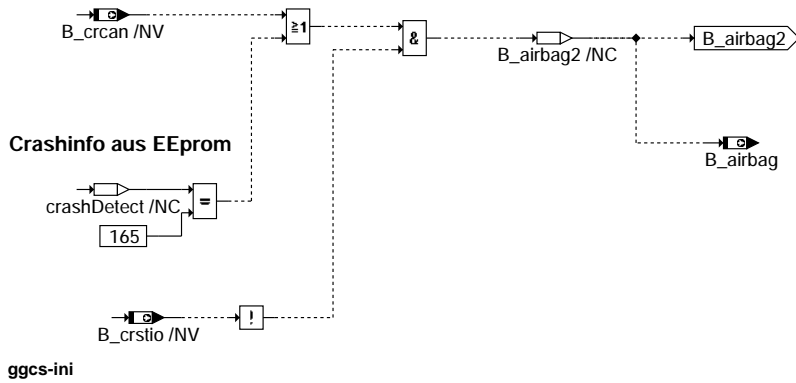 B_crcan /NV
≥1
&
B_airbag2 /NC
B_airbag2
B_airbag
Crashinfo aus EEprom
crashDetect /NC
=
165
B_crstio /NV
!
ggcs-ini